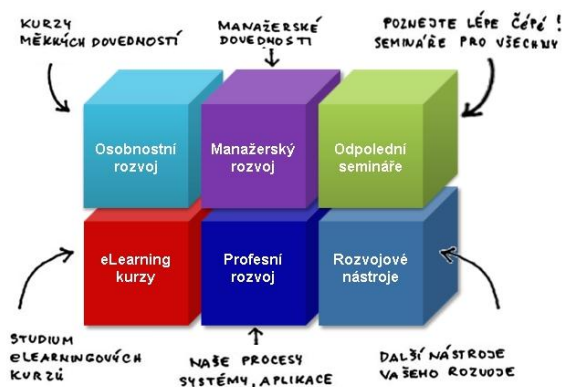 KURZY
MĚKKÝCH DOVEDNOSTÍ
MANAŽERSKÉ
DOVEDNOSTI
POZNEJTE LÉPE ČÉPÉ !
SEMINÁŘE PRO VŠECHNY
Osobnostní
rozvoj
Manažerský
rozvoj
Odpolední
semináře
eLearning
kurzy
Profesní
rozvoj
Rozvojové
nástroje
STUDIUM
eLEARNINGOVÝCH
KURZŮ
NAŠE PROCESY
SYSTÉMY, APLIKACE
DALŠÍ NÁSTROJE
VAŠEHO ROZVOJE